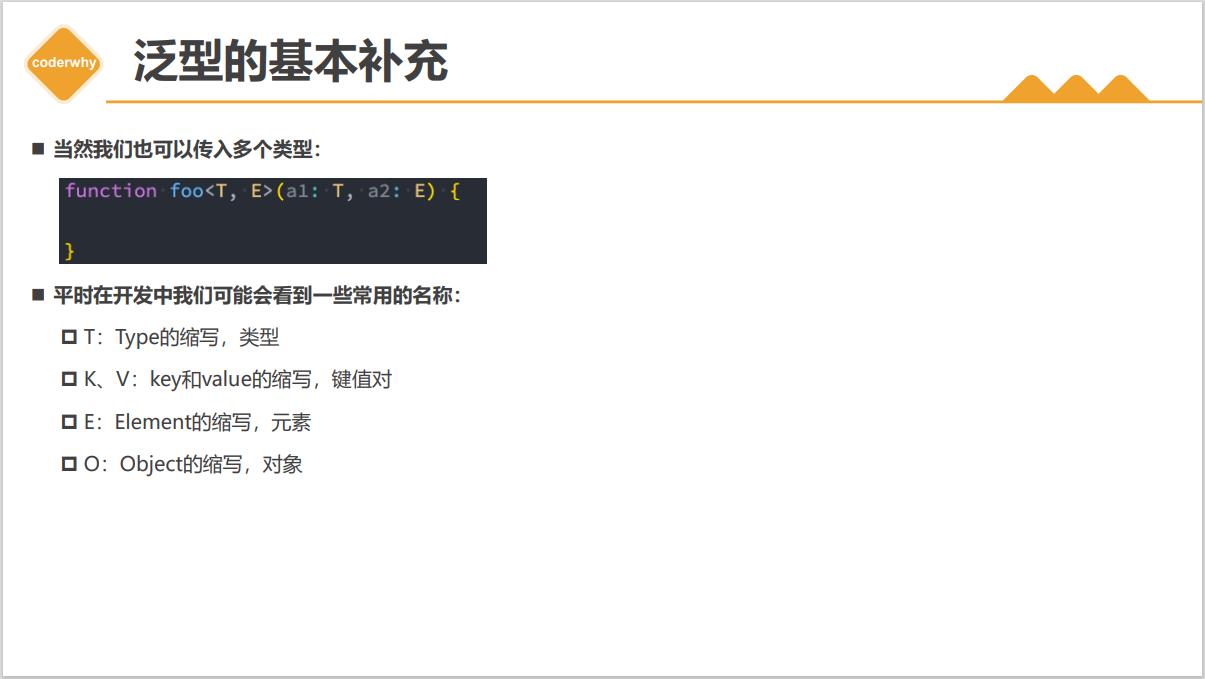 coderwhy
泛型的基本补充
当然我们也可以传入多个类型：
function foo<T, E>(a1: T, a2: E) {
}
平时在开发中我们可能会看到一些常用的名称：
T：Type的缩写，类型
K、V：key和value的缩写，键值对
E：Element的缩写，元素
O：Object的缩写，对象